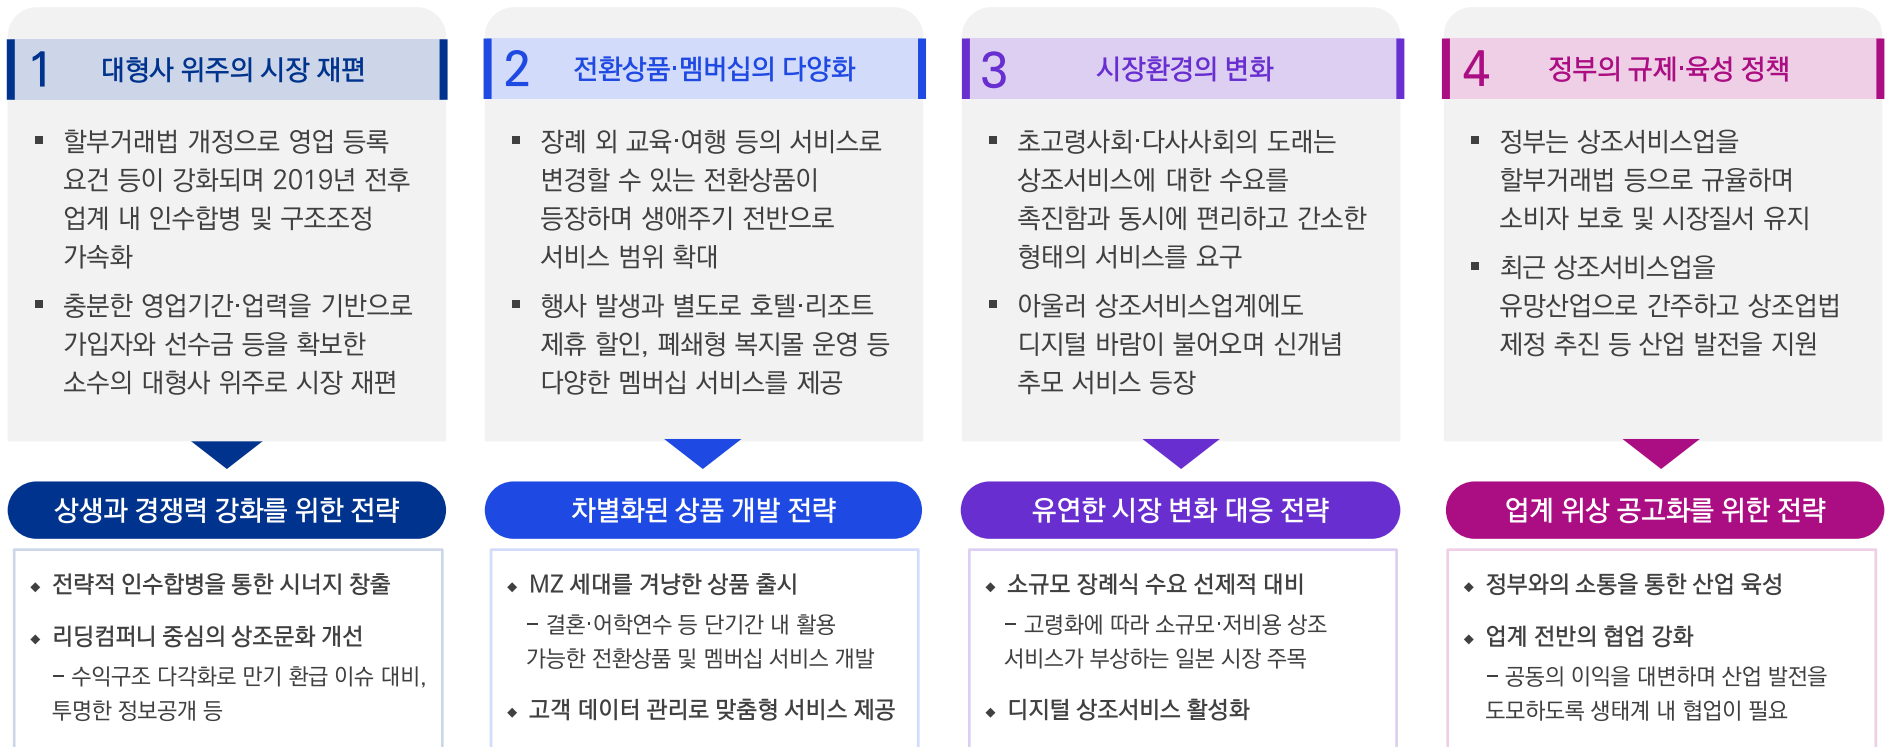 1 대형사 위주의 시장 재편
▪ 할부거래법 개정으로 영업 등록
요건 등이 강화되며 2019년 전후
업계 내 인수합병 및 구조조정
가속화
▪ 충분한 영업기간·업력을 기반으로
가입자와 선수금 등을 확보한
소수의 대형사 위주로 시장 재편
상생과 경쟁력 강화를 위한 전략
◆ 전략적 인수합병을 통한 시너지 창출
◆ 리딩컴퍼니 중심의 상조문화 개선
– 수익구조 다각화로 만기 환급 이슈 대비,
투명한 정보공개 등
2 전환상품·멤버십의 다양화
▪ 장례 외 교육·여행 등의 서비스로
변경할 수 있는 전환상품이
등장하며 생애주기 전반으로
서비스 범위 확대
▪ 행사 발생과 별도로 호텔·리조트
제휴 할인, 폐쇄형 복지몰 운영 등
다양한 멤버십 서비스를 제공
차별화된 상품 개발 전략
◆ MZ 세대를 겨냥한 상품 출시
– 결혼·어학연수 등 단기간 내 활용
가능한 전환상품 및 멤버십 서비스 개발
◆ 고객 데이터 관리로 맞춤형 서비스 제공
3 시장환경의 변화
▪ 초고령사회·다사사회의 도래는
상조서비스에 대한 수요를
촉진함과 동시에 편리하고 간소한
형태의 서비스를 요구
▪ 아울러 상조서비스업계에도
디지털 바람이 불어오며 신개념
추모 서비스 등장
유연한 시장 변화 대응 전략
◆ 소규모 장례식 수요 선제적 대비
– 고령화에 따라 소규모·저비용 상조
서비스가 부상하는 일본 시장 주목
◆ 디지털 상조서비스 활성화
4 정부의 규제·육성 정책
▪ 정부는 상조서비스업을
할부거래법 등으로 규율하며
소비자 보호 및 시장질서 유지
▪ 최근 상조서비스업을
유망산업으로 간주하고 상조업법
제정 추진 등 산업 발전을 지원
업계 위상 공고화를 위한 전략
◆ 정부와의 소통을 통한 산업 육성
◆ 업계 전반의 협업 강화
– 공동의 이익을 대변하며 산업 발전을
도모하도록 생태계 내 협업이 필요